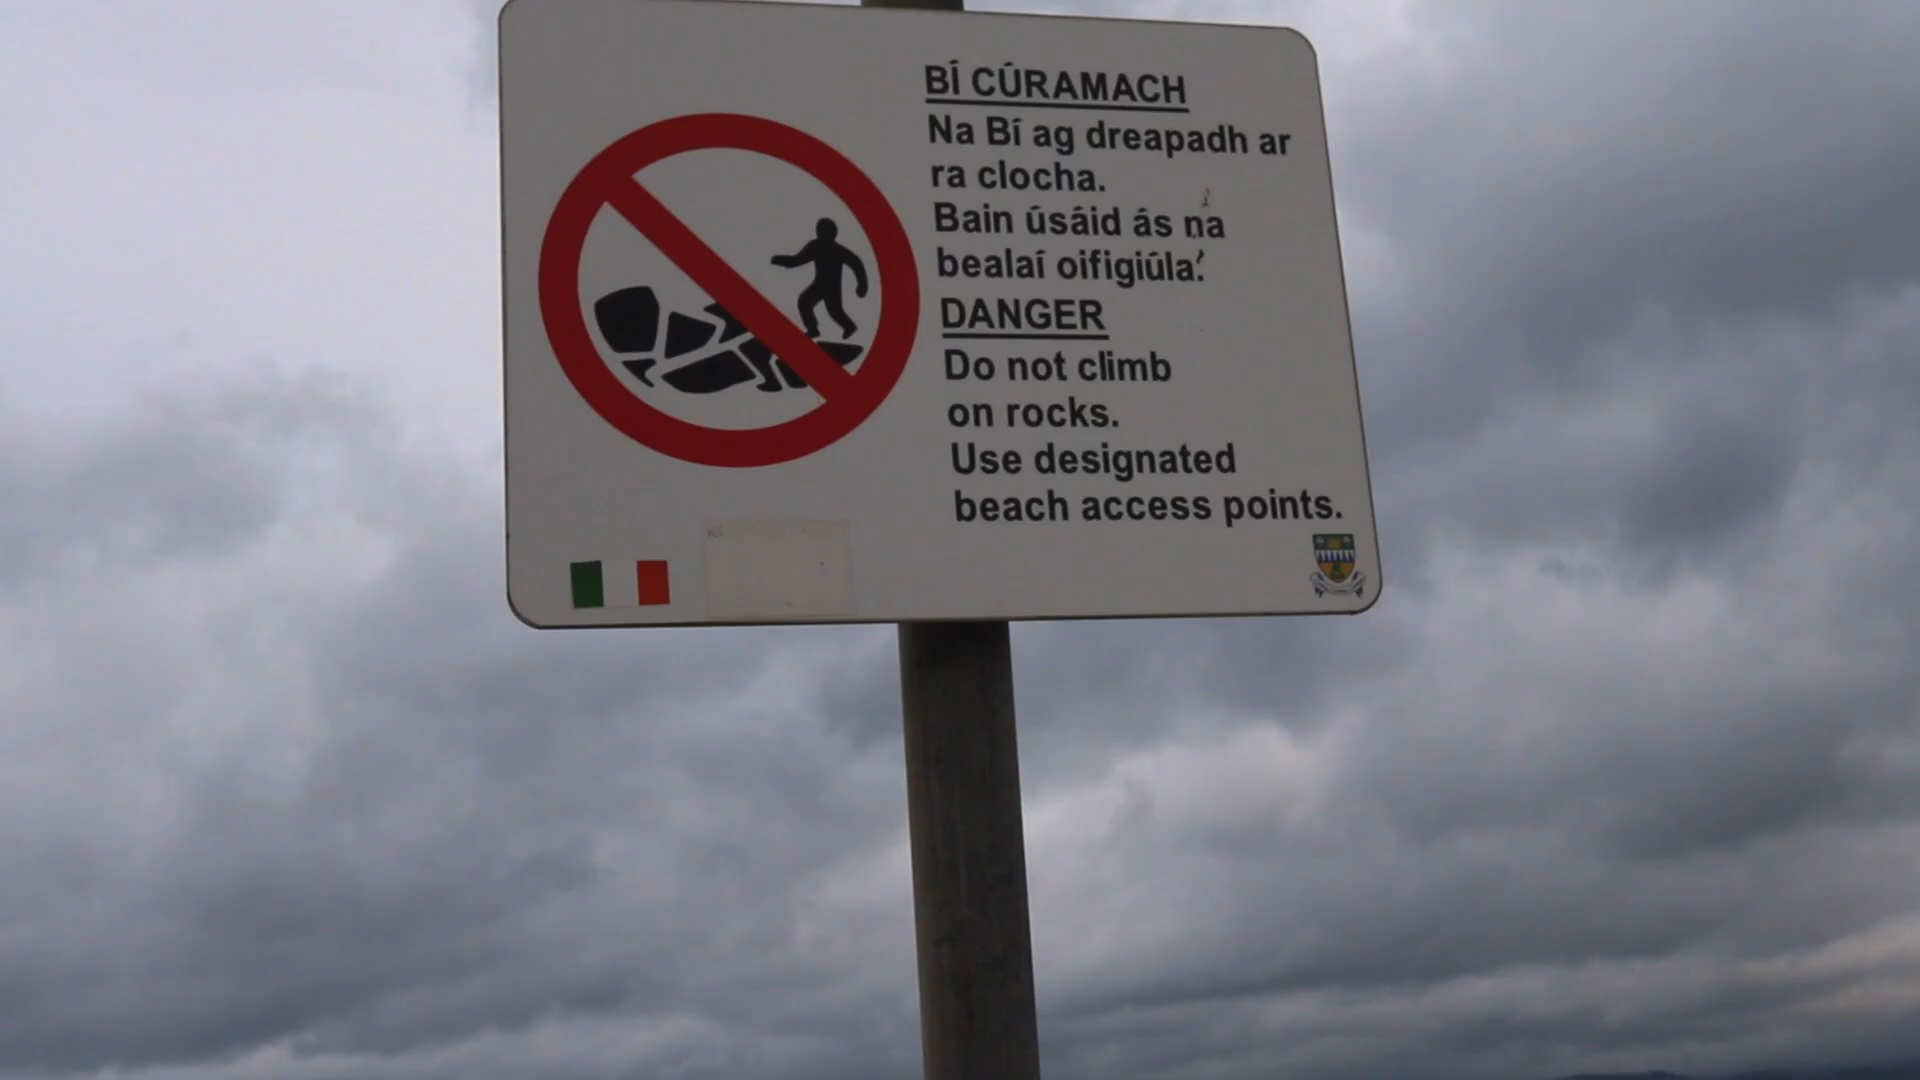 BÍ CÚRAMACH
Na Bí ag dreapadh ar
ra clocha.
Bain úsáid ás na
bealaí oifigiúla.
DANGER
Do not climb
on rocks.
Use designated
beach access points.